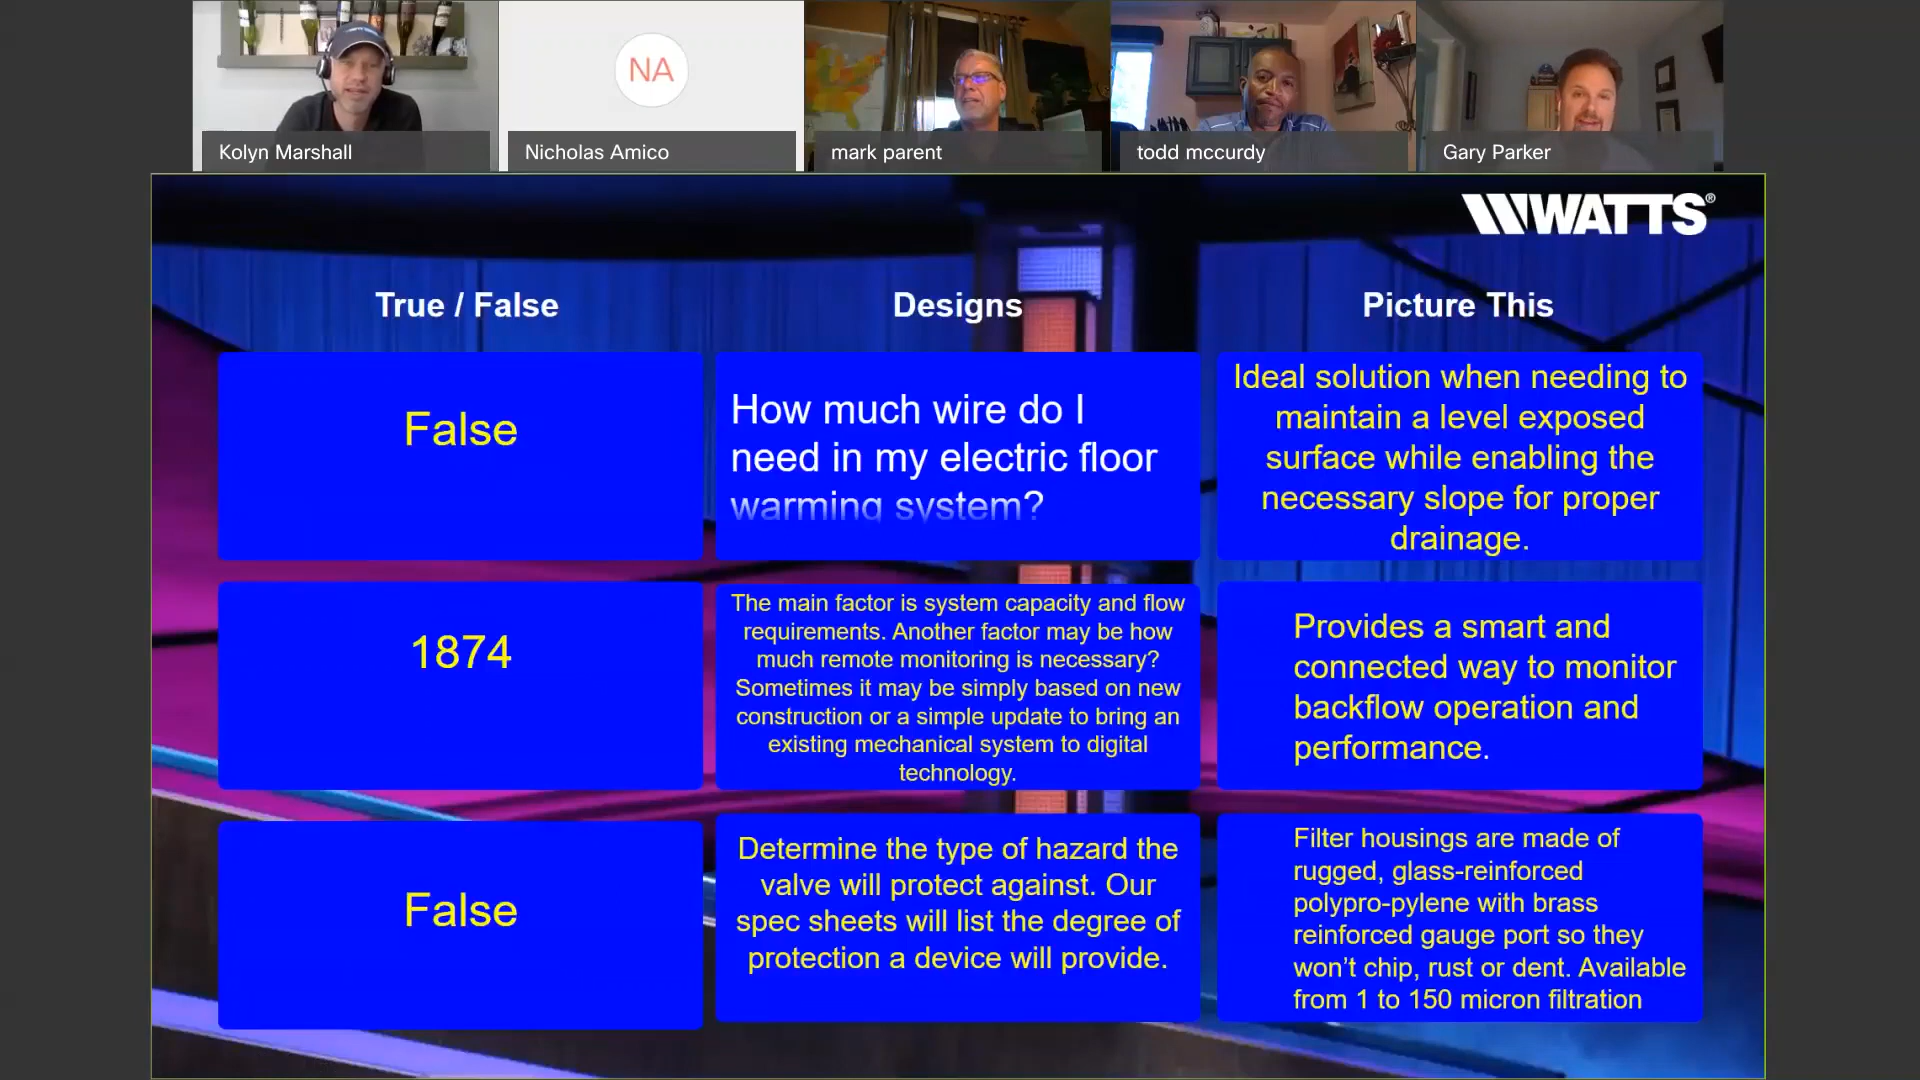 NA
Kolyn Marshall
Nicholas Amico
mark parent
todd mccurdy
Gary Parker
WATTS®
True / False
Designs
Picture This
False
How much wire do I
need in my electric floor
warming system?
Ideal solution when needing to
maintain a level exposed
surface while enabling the
necessary slope for proper
drainage.
1874
The main factor is system capacity and flow
requirements. Another factor may be how
much remote monitoring is necessary?
Sometimes it may be simply based on new
construction or a simple update to bring an
existing mechanical system to digital
technology.
Provides a smart and
connected way to monitor
backflow operation and
performance.
False
Determine the type of hazard the
valve will protect against. Our
spec sheets will list the degree of
protection a device will provide.
Filter housings are made of
rugged, glass-reinforced
polypro-pylene with brass
reinforced gauge port so they
won’t chip, rust or dent. Available
from 1 to 150 micron filtration